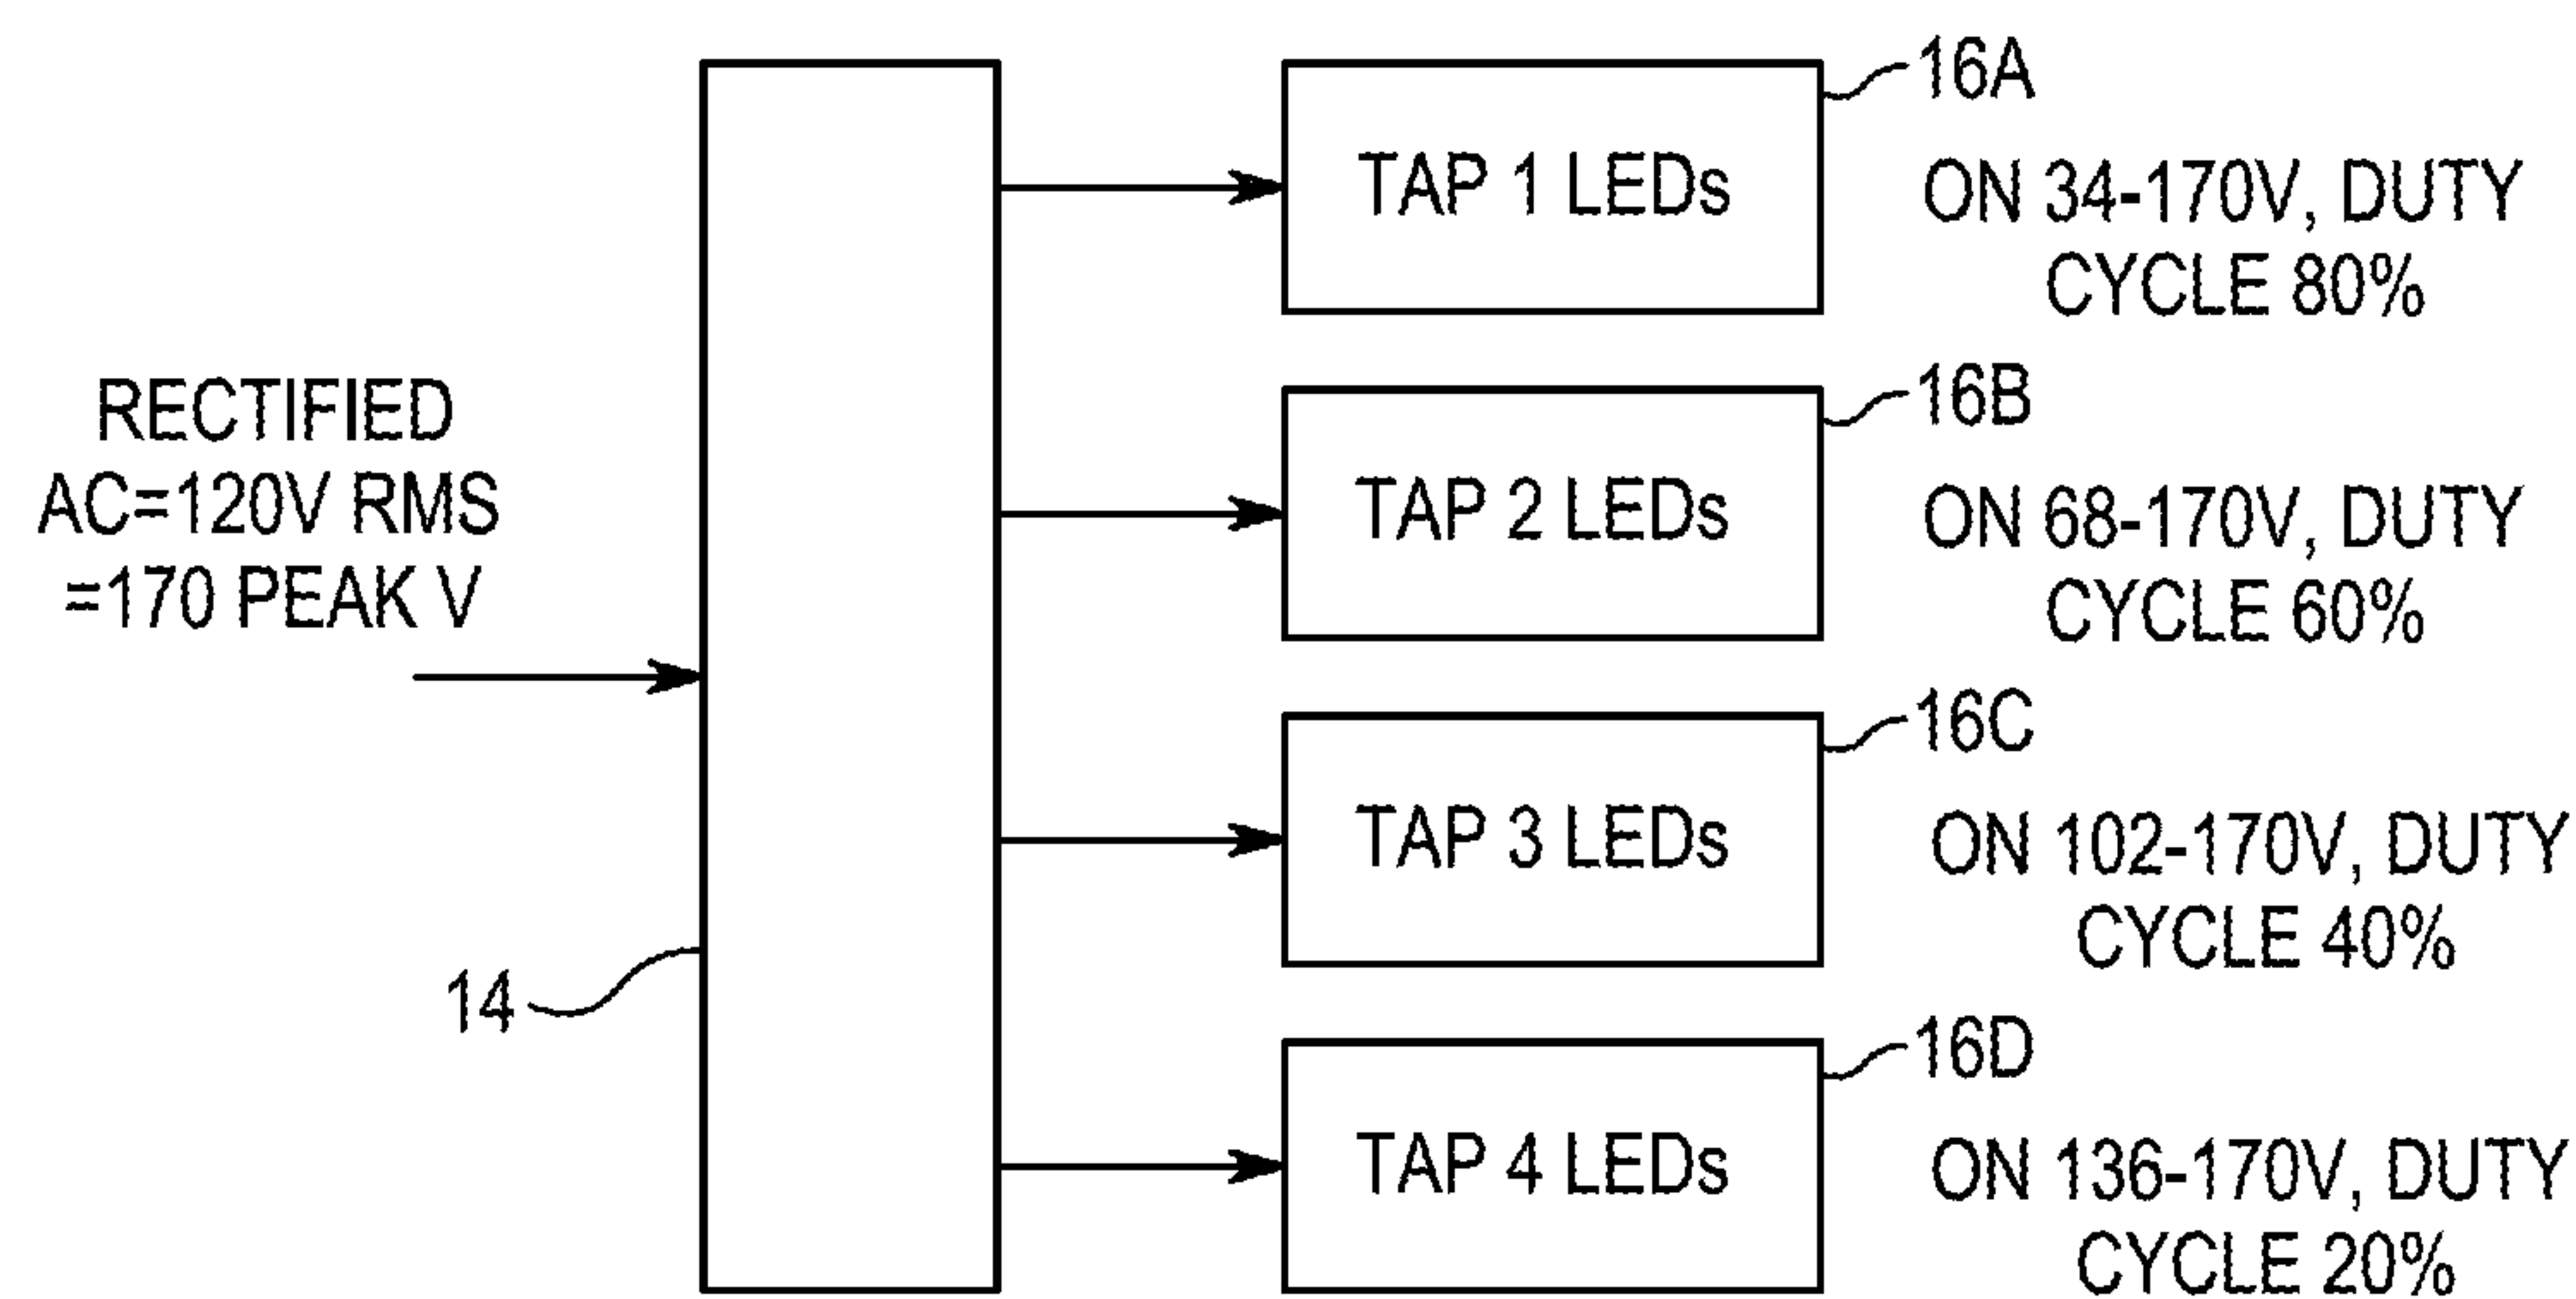 RECTIFIED
AC=120V RMS
=170 PEAK V
14
TAP 1 LEDs
16A
ON 34-170V, DUTY
CYCLE 80%
TAP 2 LEDs
16B
ON 68-170V, DUTY
CYCLE 60%
TAP 3 LEDs
16C
ON 102-170V, DUTY
CYCLE 40%
TAP 4 LEDs
16D
ON 136-170V, DUTY
CYCLE 20%